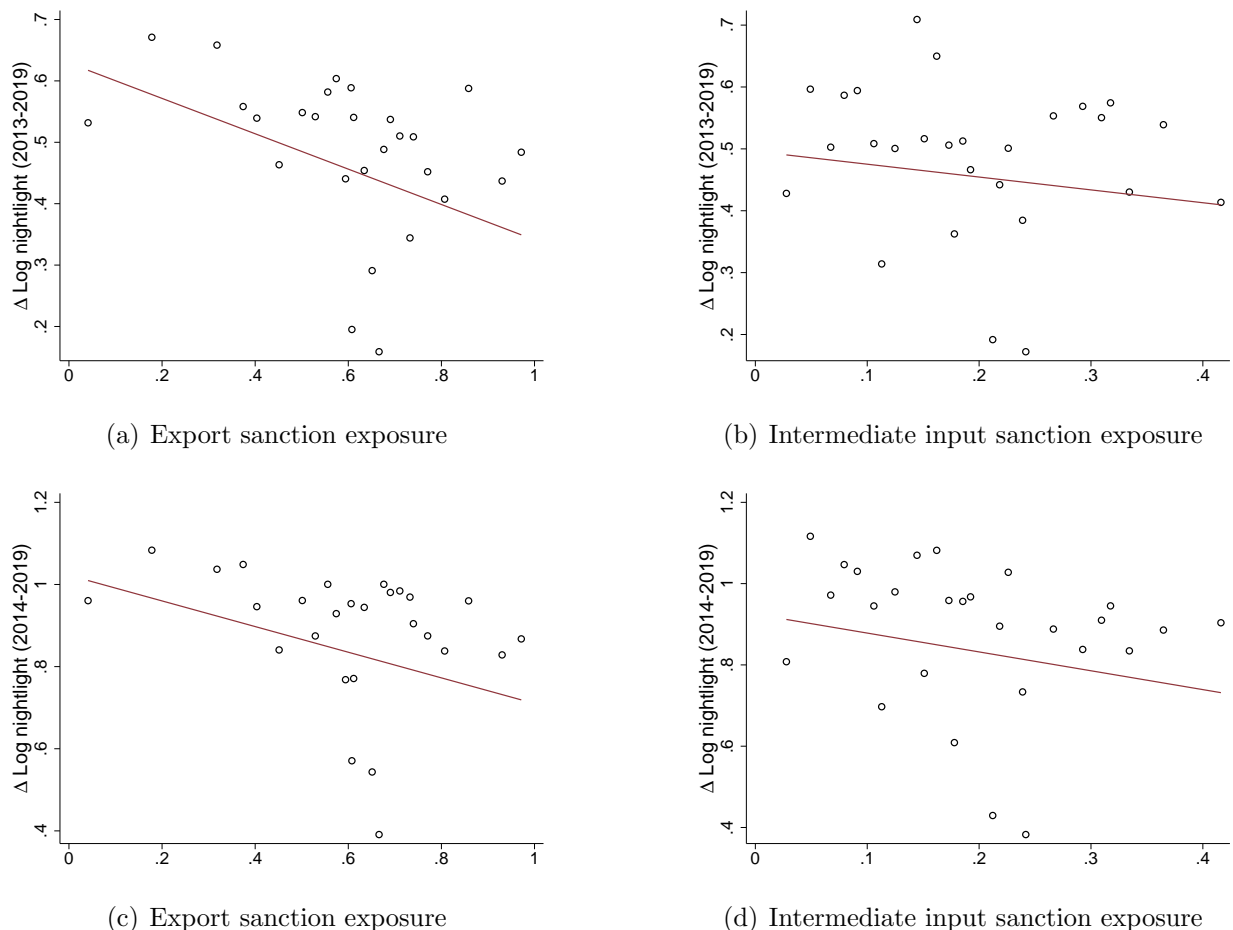 Δ Log nightlight (2013-2019)
.2 .3 .4 .5 .6 .7
0 .2 .4 .6 .8 1
(a) Export sanction exposure
Δ Log nightlight (2013-2019)
.2 .3 .4 .5 .6 .7
0 .1 .2 .3 .4
(b) Intermediate input sanction exposure
Δ Log nightlight (2014-2019)
.4 .6 .8 1 1.2
0 .2 .4 .6 .8 1
(c) Export sanction exposure
Δ Log nightlight (2014-2019)
.4 .6 .8 1 1.2
0 .1 .2 .3 .4
(d) Intermediate input sanction exposure